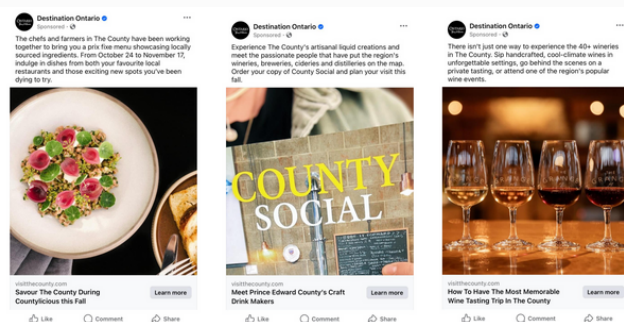 Destination Ontario
Sponsored ·
The chefs and farmers in The County have been working
together to bring you a prix fixe menu showcasing locally
sourced ingredients. From October 24 to November 17,
indulge in dishes from both your favourite local
restaurants and those exciting new spots you've been
dying to try.
visitthecounty.com
Savour The County During
Countylicious this Fall
Learn more
Like
Comment
Share
Destination Ontario
Sponsored ·
Experience The County's artisanal liquid creations and
meet the passionate people that have put the region's
wineries, breweries, cideries and distilleries on the map.
Order your copy of County Social and plan your visit this
fall.
COUNTY
SOCIAL
visitthecounty.com
Meet Prince Edward County's Craft
Drink Makers
Learn more
Like
Comment
Share
Destination Ontario
Sponsored ·
There isn't just one way to experience the 40+ wineries
in The County. Sip handcrafted, cool-climate wines in
unforgettable settings, go behind the scenes on a
private tasting, or attend one of the region's popular
wine events.
visitthecounty.com
How To Have The Most Memorable
Wine Tasting Trip In The County
Learn more
Like
Comment
Share